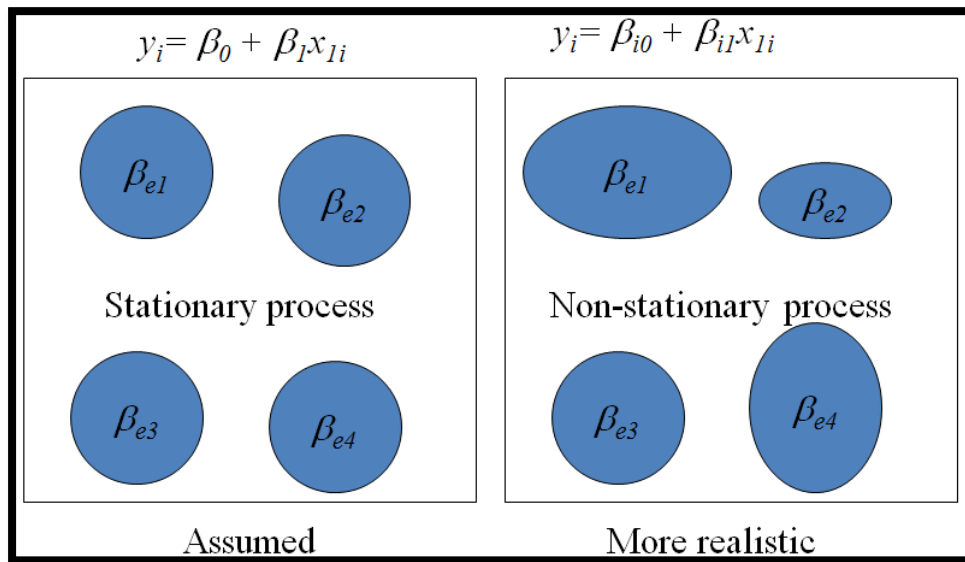 yᵢ= β₀ + β₁x₁ᵢ
βₑ₁
βₑ₂
Stationary process
βₑ₃
βₑ₄
Assumed
yᵢ= βᵢ₀ + βᵢ₁x₁ᵢ
βₑ₁
βₑ₂
Non-stationary process
βₑ₃
βₑ₄
More realistic